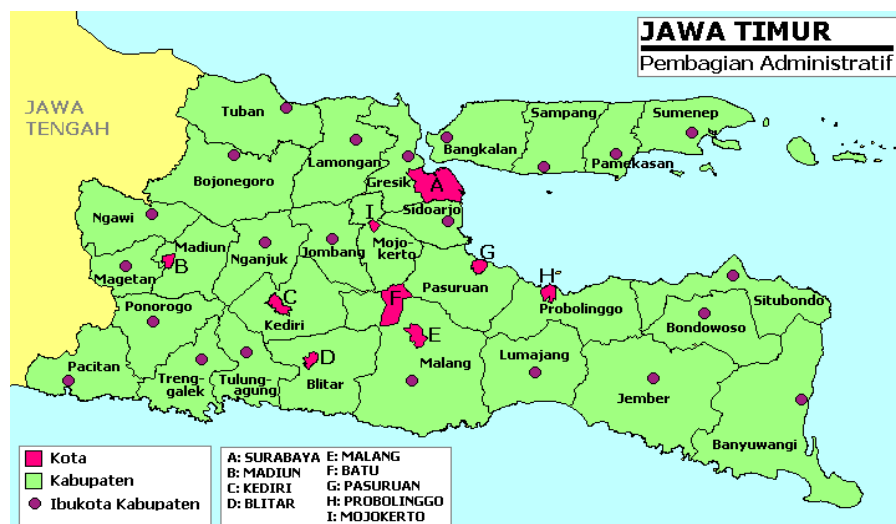 JAWA TIMUR
Pembagian Administratif
JAWA
TENGAH
Tuban
Sampang
Sumenep
Bangkalan
Lamongan
Pamekasan
Bojonegoro
Gresik
A
Ngawi
I
Sidoarjo
Madiun
Nganjuk
Jombang
Mojo-
kerto
B
G
Magetan
Pasuruan
H
C
F
Ponorogo
Kediri
Probolinggo
Situbondo
Bondowoso
E
Pacitan
D
Lumajang
Malang
Treng-
galek
Tulung-
agung
Blitar
Jember
Banyuwangi
Kota
Kabupaten
Ibukota Kabupaten
A: SURABAYA
B: MADIUN
C: KEDIRI
D: BLITAR
E: MALANG
F: BATU
G: PASURUAN
H: PROBOLINGGO
I: MOJOKERTO